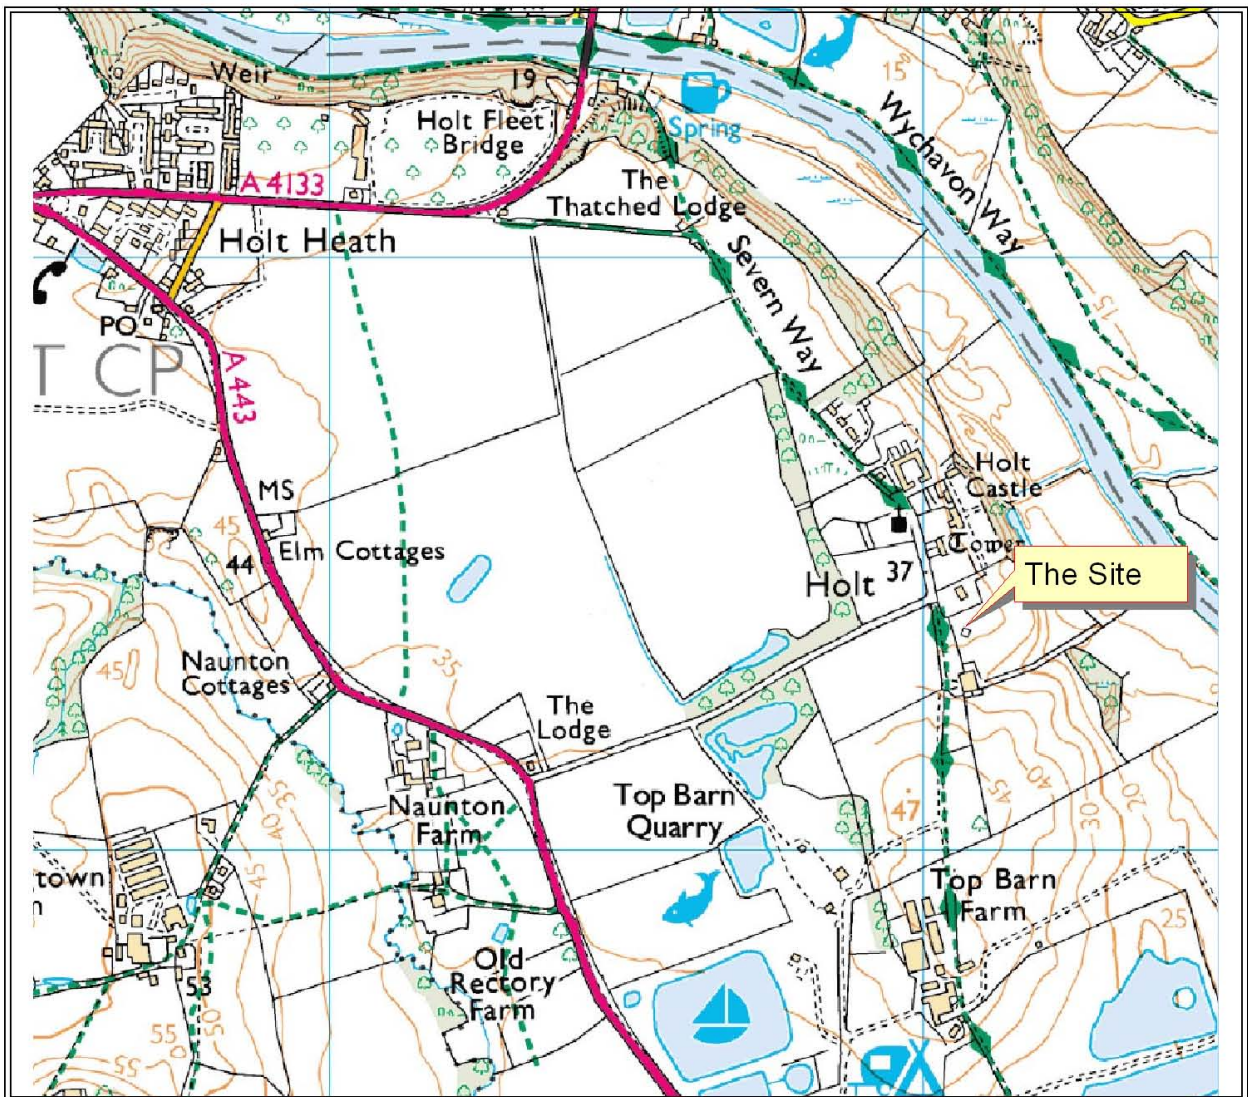 Weir
19
15
Holt Fleet
Bridge
Spring
Wychavon Way
A 4133
The
Thatched Lodge
Holt Heath
Severn Way
15
PO
T CP
A 443
MS
Holt
Castle
45
44
Elm Cottages
Tower
The Site
Holt
37
Naunton
Cottages
45
35
The
Lodge
40
35
45
Naunton
Farm
Top Barn
Quarry
47
45
40
30
20
town
n
Top Barn
Farm
25
Old
Rectory
Farm
53
55
50
55